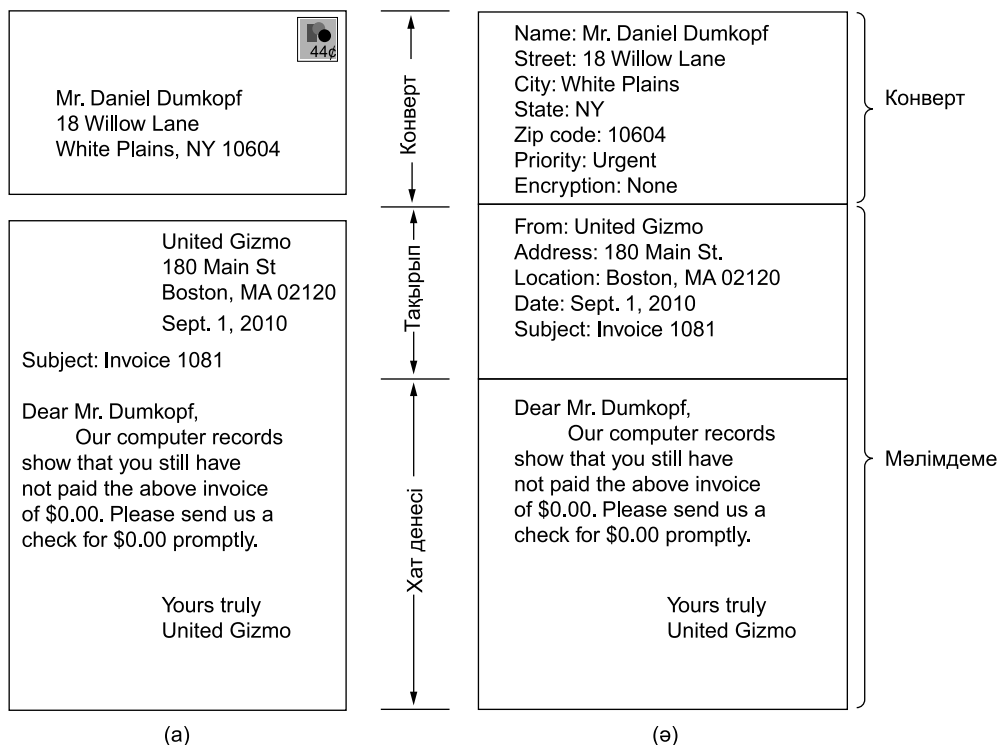 44¢
Mr. Daniel Dumkopf
18 Willow Lane
White Plains, NY 10604
United Gizmo
180 Main St
Boston, MA 02120
Sept. 1, 2010
Subject: Invoice 1081
Dear Mr. Dumkopf,
Our computer records
show that you still have
not paid the above invoice
of $0.00. Please send us a
check for $0.00 promptly.
Yours truly
United Gizmo
(а)
Конверт
Тақырып
Хат денесі
Name: Mr. Daniel Dumkopf
Street: 18 Willow Lane
City: White Plains
State: NY
Zip code: 10604
Priority: Urgent
Encryption: None
From: United Gizmo
Address: 180 Main St.
Location: Boston, MA 02120
Date: Sept. 1, 2010
Subject: Invoice 1081
Dear Mr. Dumkopf,
Our computer records
show that you still have
not paid the above invoice
of $0.00. Please send us a
check for $0.00 promptly.
Yours truly
United Gizmo
(ә)
Конверт
Мәлімдеме